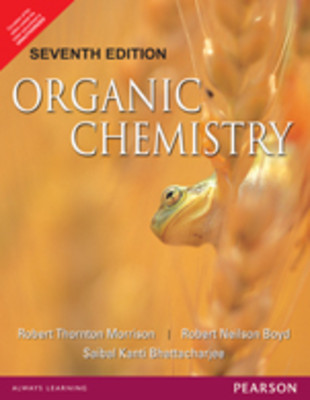 SEVENTH EDITION
ORGANIC
CHEMISTRY
Robert Thornton Morrison | Robert Neilson Boyd
Saibal Kanti Bhattacharjee
ALWAYS LEARNING
PEARSON